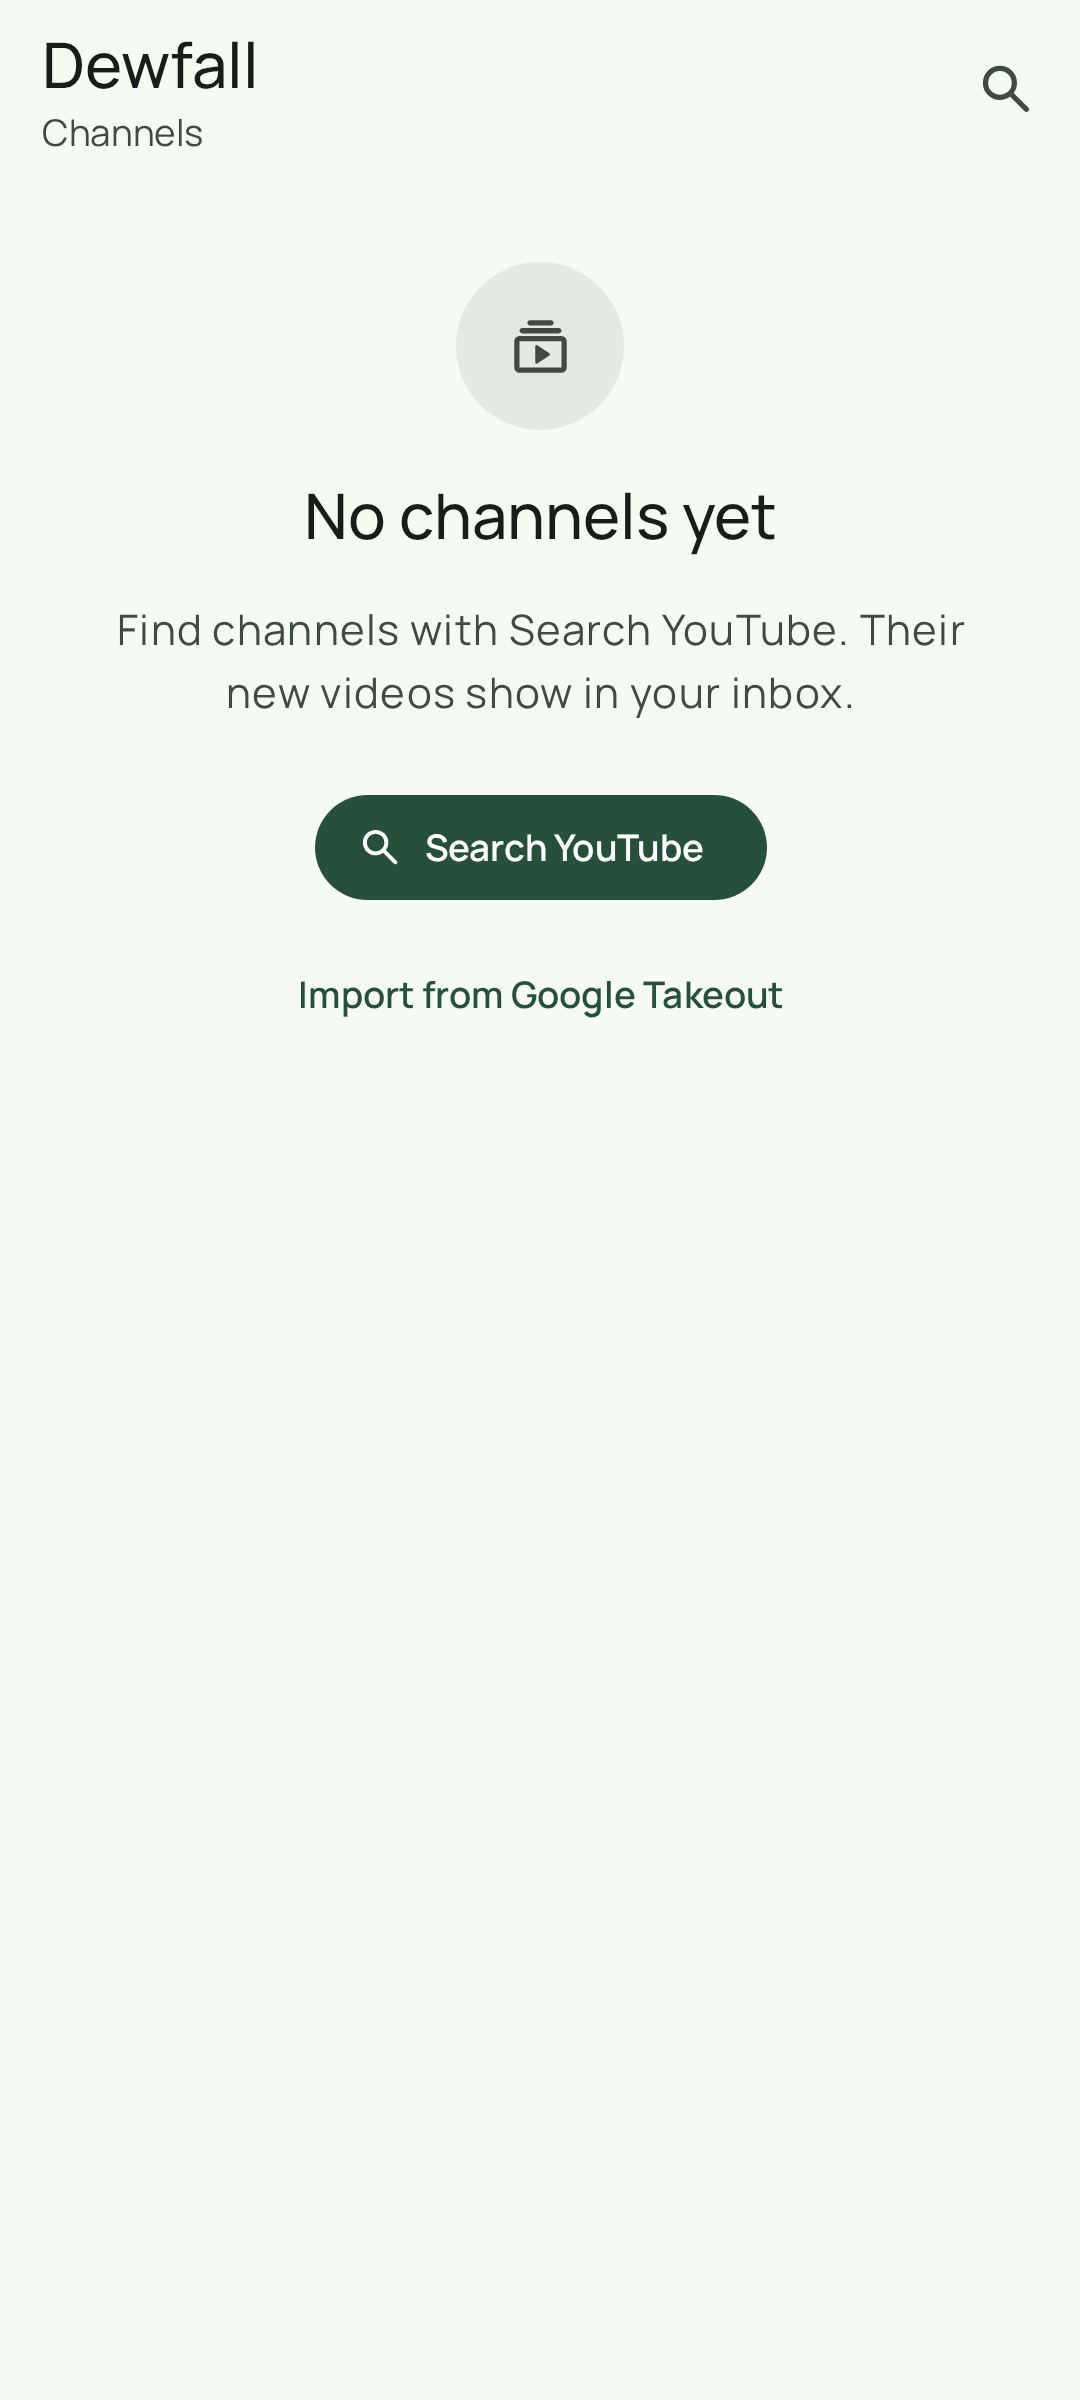 Dewfall
Channels
No channels yet
Find channels with Search YouTube. Their
new videos show in your inbox.
Search YouTube
Import from Google Takeout